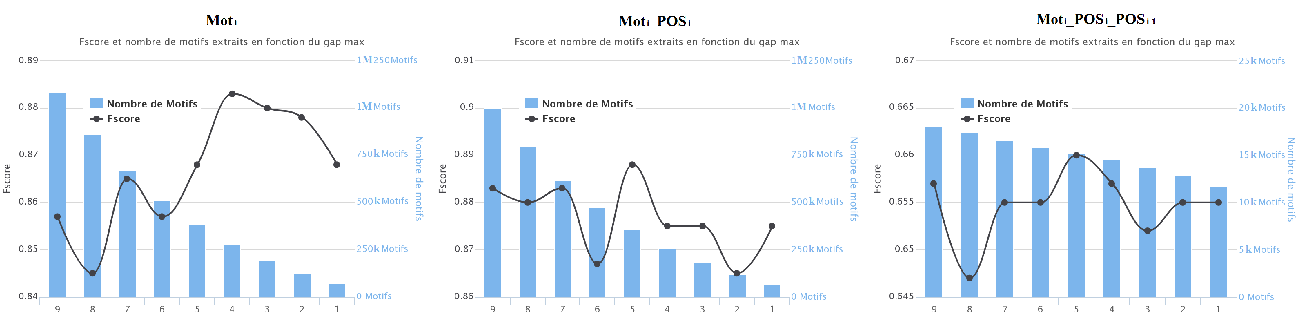 Moti
Fscore et nombre de motifs extraits en fonction du gap max
0.89
0.88
0.87
0.86
0.85
0.84
Fscore
Nombre de Motifs
Fscore
1M250Motifs
1M Motifs
750k Motifs
500k Motifs
250k Motifs
0 Motifs
Nombre de motifs
9 8 7 6 5 4 3 2 1
Moti_POSi
Fscore et nombre de motifs extraits en fonction du gap max
0.91
0.9
0.89
0.88
0.87
0.86
Fscore
Nombre de Motifs
Fscore
1M250Motifs
1M Motifs
750k Motifs
500k Motifs
250k Motifs
0 Motifs
Nombre de motifs
9 8 7 6 5 4 3 2 1
Moti_POSi_POSi+1
Fscore et nombre de motifs extraits en fonction du gap max
0.67
0.665
0.66
0.655
0.65
0.645
Fscore
Nombre de Motifs
Fscore
25k Motifs
20k Motifs
15k Motifs
10k Motifs
5k Motifs
0 Motifs
Nombre de motifs
9 8 7 6 5 4 3 2 1